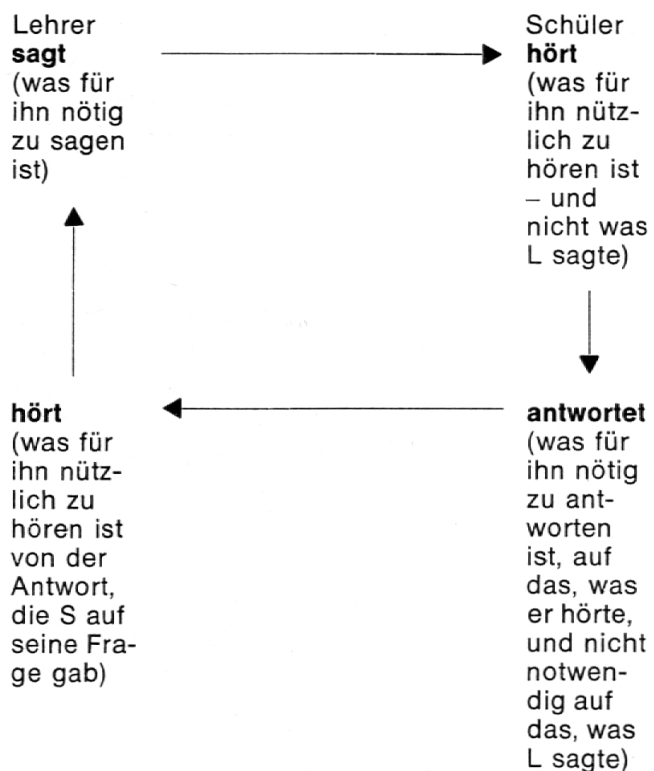 Lehrer
sagt
(was für
ihn nötig
zu sagen
ist)
Schüler
hört
(was für
ihn nütz-
lich zu
hören ist
– und
nicht was
L sagte)
hört
(was für
ihn nütz-
lich zu
hören ist
von der
Antwort,
die S auf
seine Fra-
ge gab)
antwortet
(was für
ihn nötig
zu ant-
worten
ist, auf
das, was
er hörte,
und nicht
notwen-
dig auf
das, was
L sagte)